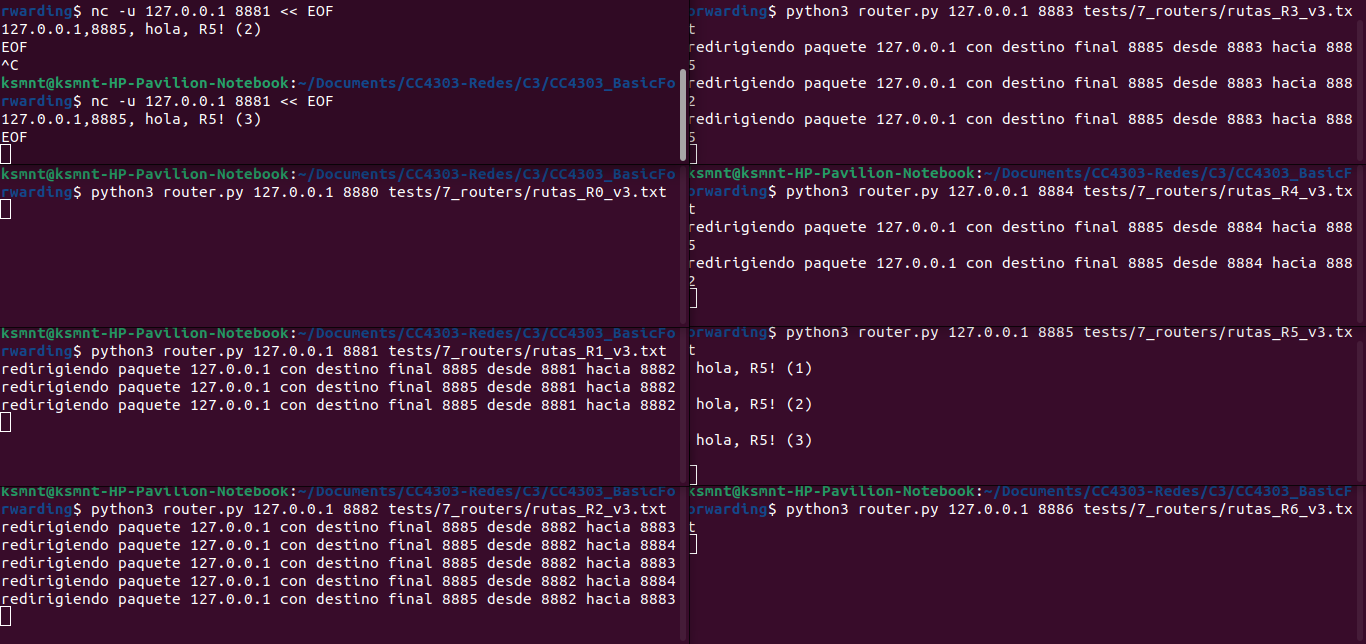 rwarding$ nc -u 127.0.0.1 8881 << EOF
127.0.0.1,8885, hola, R5! (2)
EOF
^C
ksmnt@ksmnt-HP-Pavilion-Notebook:~/Documents/CC4303-Redes/C3/CC4303_BasicFo
rwarding$ nc -u 127.0.0.1 8881 << EOF
127.0.0.1,8885, hola, R5! (3)
EOF
ksmnt@ksmnt-HP-Pavilion-Notebook:~/Documents/CC4303-Redes/C3/CC4303_BasicFo
rwarding$ python3 router.py 127.0.0.1 8880 tests/7_routers/rutas_R0_v3.txt
ksmnt@ksmnt-HP-Pavilion-Notebook:~/Documents/CC4303-Redes/C3/CC4303_BasicFo
rwarding$ python3 router.py 127.0.0.1 8881 tests/7_routers/rutas_R1_v3.txt
redirigiendo paquete 127.0.0.1 con destino final 8885 desde 8881 hacia 8882
redirigiendo paquete 127.0.0.1 con destino final 8885 desde 8881 hacia 8882
redirigiendo paquete 127.0.0.1 con destino final 8885 desde 8881 hacia 8882
ksmnt@ksmnt-HP-Pavilion-Notebook:~/Documents/CC4303-Redes/C3/CC4303_BasicFo
rwarding$ python3 router.py 127.0.0.1 8882 tests/7_routers/rutas_R2_v3.txt
redirigiendo paquete 127.0.0.1 con destino final 8885 desde 8882 hacia 8883
redirigiendo paquete 127.0.0.1 con destino final 8885 desde 8882 hacia 8884
redirigiendo paquete 127.0.0.1 con destino final 8885 desde 8882 hacia 8883
redirigiendo paquete 127.0.0.1 con destino final 8885 desde 8882 hacia 8884
redirigiendo paquete 127.0.0.1 con destino final 8885 desde 8882 hacia 8883
orwarding$ python3 router.py 127.0.0.1 8883 tests/7_routers/rutas_R3_v3.tx
t
redirigiendo paquete 127.0.0.1 con destino final 8885 desde 8883 hacia 888
5
redirigiendo paquete 127.0.0.1 con destino final 8885 desde 8883 hacia 888
2
redirigiendo paquete 127.0.0.1 con destino final 8885 desde 8883 hacia 888
5
ksmnt@ksmnt-HP-Pavilion-Notebook:~/Documents/CC4303-Redes/C3/CC4303_BasicF
orwarding$ python3 router.py 127.0.0.1 8884 tests/7_routers/rutas_R4_v3.tx
t
redirigiendo paquete 127.0.0.1 con destino final 8885 desde 8884 hacia 888
5
redirigiendo paquete 127.0.0.1 con destino final 8885 desde 8884 hacia 888
2
orwarding$ python3 router.py 127.0.0.1 8885 tests/7_routers/rutas_R5_v3.tx
t
hola, R5! (1)
hola, R5! (2)
hola, R5! (3)
ksmnt@ksmnt-HP-Pavilion-Notebook:~/Documents/CC4303-Redes/C3/CC4303_BasicF
orwarding$ python3 router.py 127.0.0.1 8886 tests/7_routers/rutas_R6_v3.tx
t